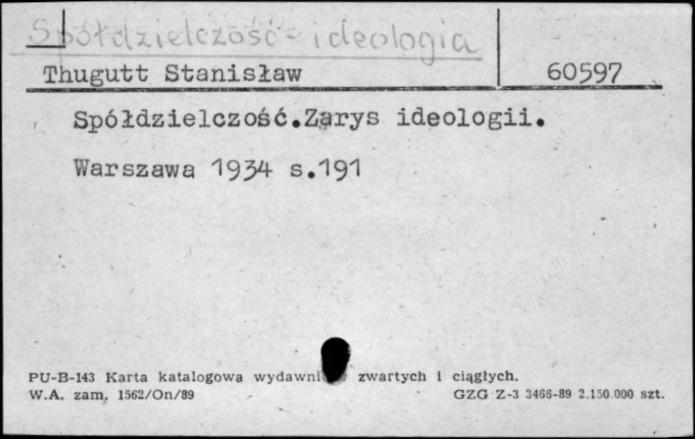 Spółdzielczość - ideologia
Thugutt Stanisław 60597
Spółdzielczość.Zarys ideologii.
Warszawa 1934 s.191
PU-B-143 Karta katalogowa wydawni zwartych i ciągłych.
W.A. zam. 1562/On/89 GZG Z-3 3466-89 2.150.000 szt.